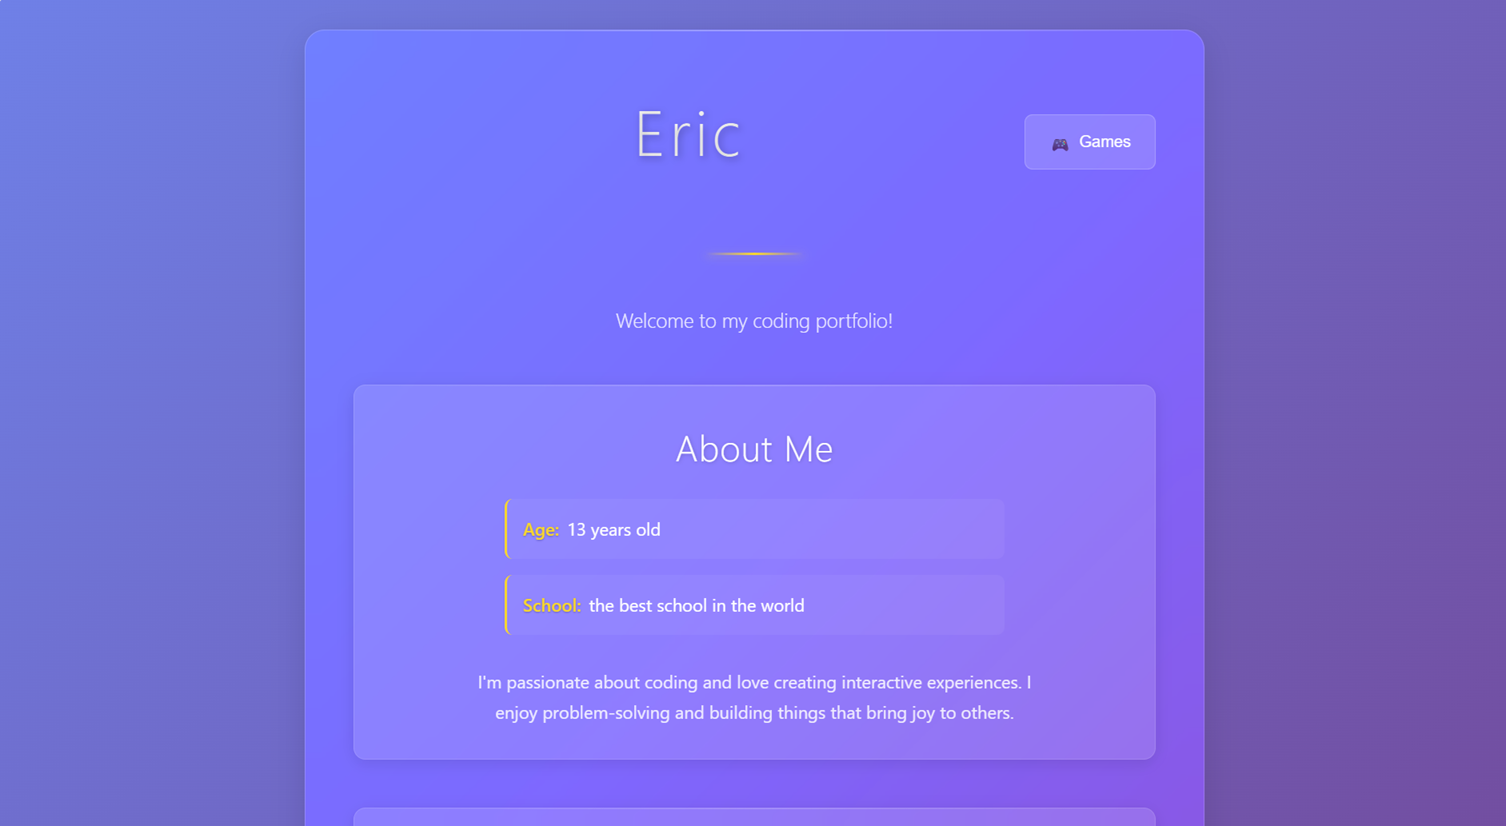 Eric
🎮 Games
Welcome to my coding portfolio!
About Me
Age: 13 years old
School: the best school in the world
I'm passionate about coding and love creating interactive experiences. I
enjoy problem-solving and building things that bring joy to others.